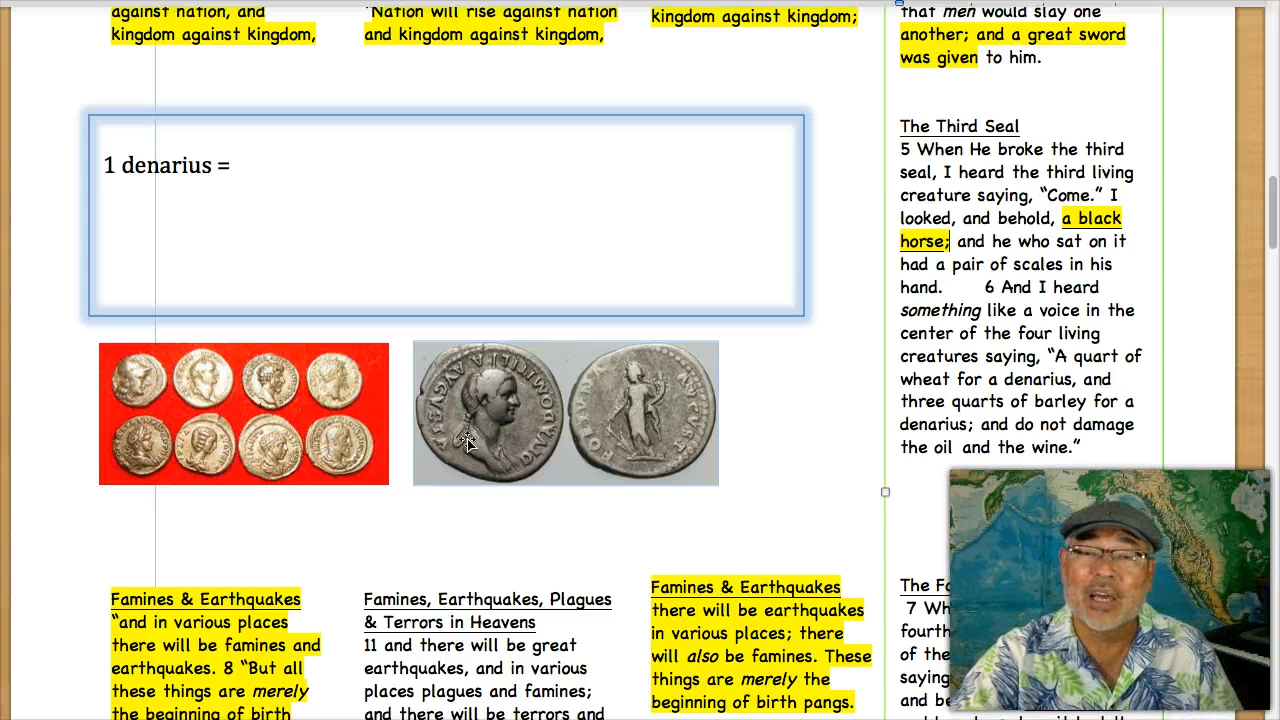 against nation, and
kingdom against kingdom,
"Nation will rise against nation
and kingdom against kingdom,
kingdom against kingdom;
that men would slay one
another; and a great sword
was given to him.
1 denarius =
The Third Seal
5 When He broke the third
seal, I heard the third living
creature saying, “Come.” I
looked, and behold, a black
horse; and he who sat on it
had a pair of scales in his
hand. 6 And I heard
something like a voice in the
center of the four living
creatures saying, “A quart of
wheat for a denarius, and
three quarts of barley for a
denarius; and do not damage
the oil and the wine.”
Famines & Earthquakes
“and in various places
there will be famines and
earthquakes. 8 “But all
these things are merely
the beginning of birth
Famines, Earthquakes, Plagues
& Terrors in Heavens
11 and there will be great
earthquakes, and in various
places plagues and famines;
and there will be terrors and
Famines & Earthquakes
there will be earthquakes
in various places; there
will also be famines. These
things are merely the
beginning of birth pangs.
The
7
fourth
of the
saying